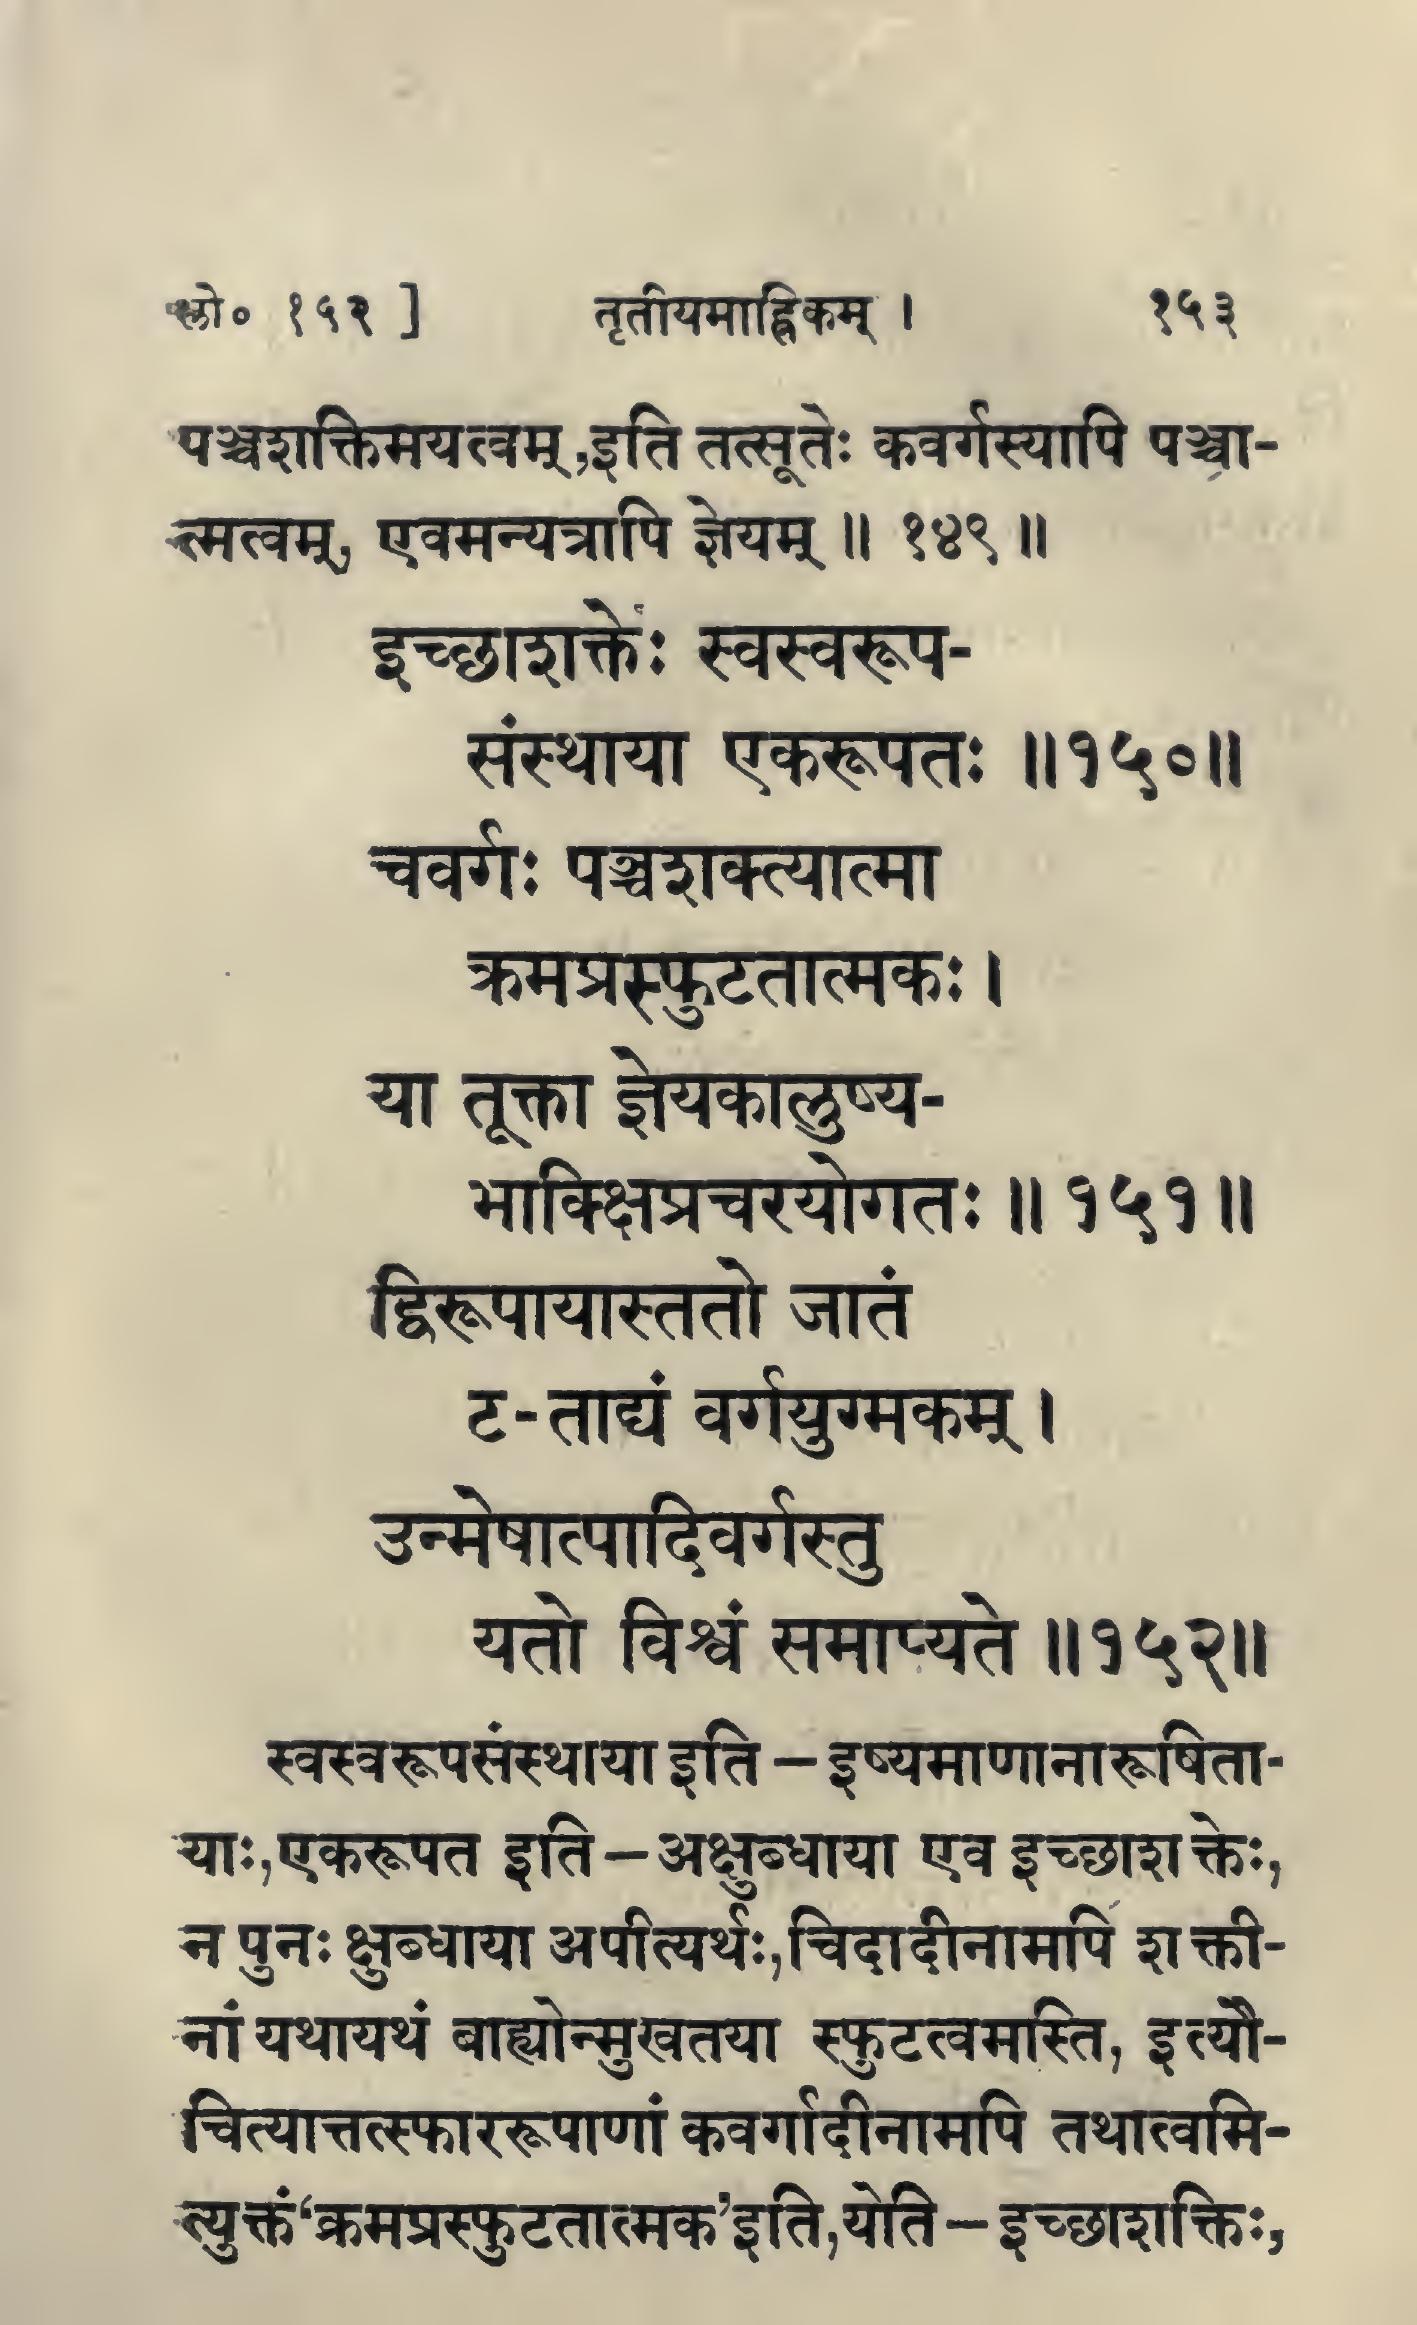 श्लो० १५२ ] तृतीयमाह्निकम् । १५३
पञ्चशक्तिमयत्वम्,इति तत्सूतेः कवर्गस्यापि पञ्चा-
त्मत्वम्, एवमन्यत्रापि ज्ञेयम् ॥ १४९ ॥
इच्छाशक्तेः स्वस्वरूप-
संस्थाया एकरूपतः ॥१५०॥
चवर्गः पञ्चशक्त्यात्मा
क्रमप्रस्फुटतात्मकः ।
या तूक्ता ज्ञेयकालुष्य-
भाक्क्षिप्रचरयोगतः ॥ १५१ ॥
द्विरूपायास्ततो जातं
ट-ताद्यं वर्गयुग्मकम् ।
उन्मेषात्पादिवर्गस्तु
यतो विश्वं समाप्यते ॥१५२॥
स्वस्वरूपसंस्थाया इति — इष्यमाणानारूषिता-
याः,एकरूपत इति — अक्षुब्धाया एव इच्छाशक्तेः,
न पुनः क्षुब्धाया अपीत्यर्थः,चिदादीनामपि शक्ती-
नां यथायथं बाह्योन्मुखतया स्फुटत्वमस्ति, इत्यौ-
चित्यात्तत्स्फाररूपाणां कवर्गादीनामपि तथात्वमि-
त्युक्तं ‘क्रमप्रस्फुटतात्मक’इति,येति — इच्छाशक्तिः,